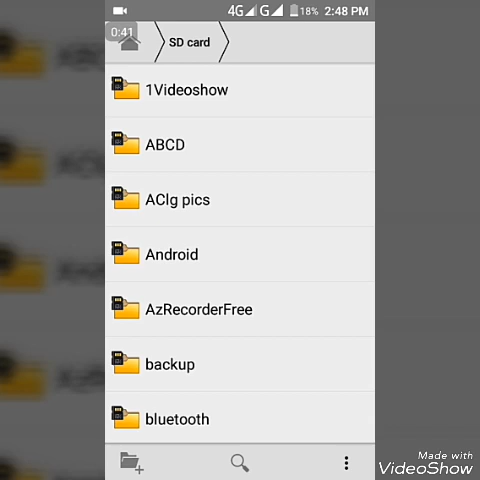 4G G 18% 2:48 PM
0:41
SD card
1Videoshow
ABCD
AClg pics
Android
AzRecorderFree
backup
bluetooth
Made with
VideoShow